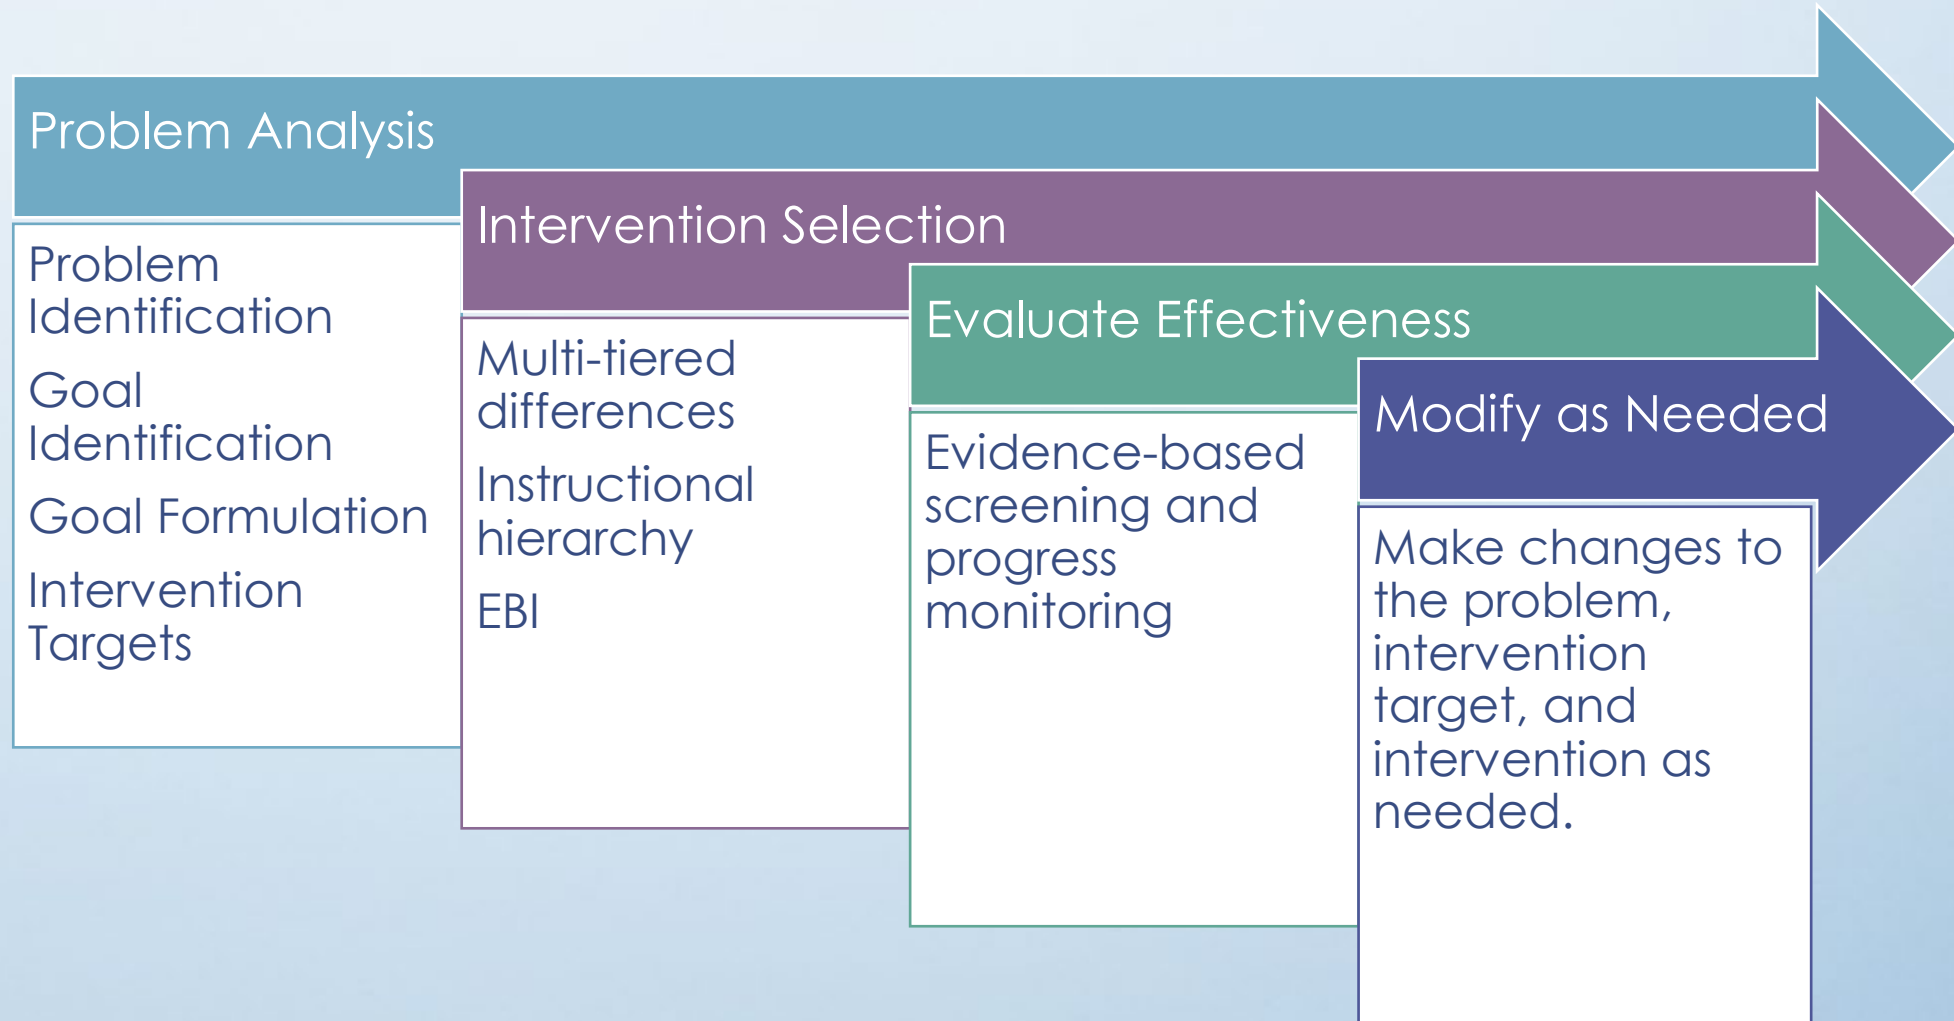 Problem Analysis
Problem
Identification
Goal
Identification
Goal Formulation
Intervention
Targets
Intervention Selection
Multi-tiered
differences
Instructional
hierarchy
EBI
Evaluate Effectiveness
Evidence-based
screening and
progress
monitoring
Modify as Needed
Make changes to
the problem,
intervention
target, and
intervention as
needed.